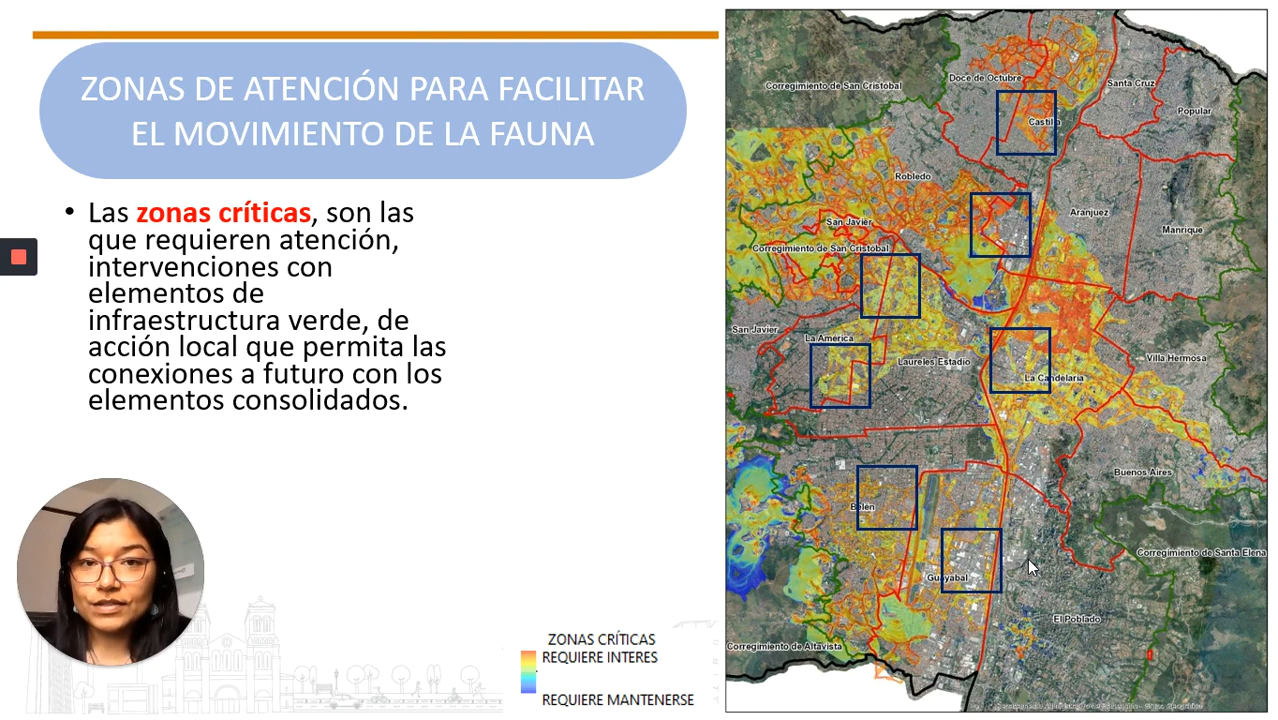 ZONAS DE ATENCIÓN PARA FACILITAR
EL MOVIMIENTO DE LA FAUNA
• Las zonas críticas, son las
que requieren atención,
intervenciones con
elementos de
infraestructura verde, de
acción local que permita las
conexiones a futuro con los
elementos consolidados.
ZONAS CRÍTICAS
REQUIERE INTERES
REQUIERE MANTENERSE
Doce de Octubre
Santa Cruz
Corregimiento de San Cristóbal
Popular
Castilla
Robledo
Aranjuez
San Javier
Manrique
Corregimiento de San Cristóbal
San Javier
La América
Laureles Estadio
Villa Hermosa
La Candelaria
Buenos Aires
Belén
Corregimiento de Santa Elena
Guayabal
El Poblado
Corregimiento de Altavista